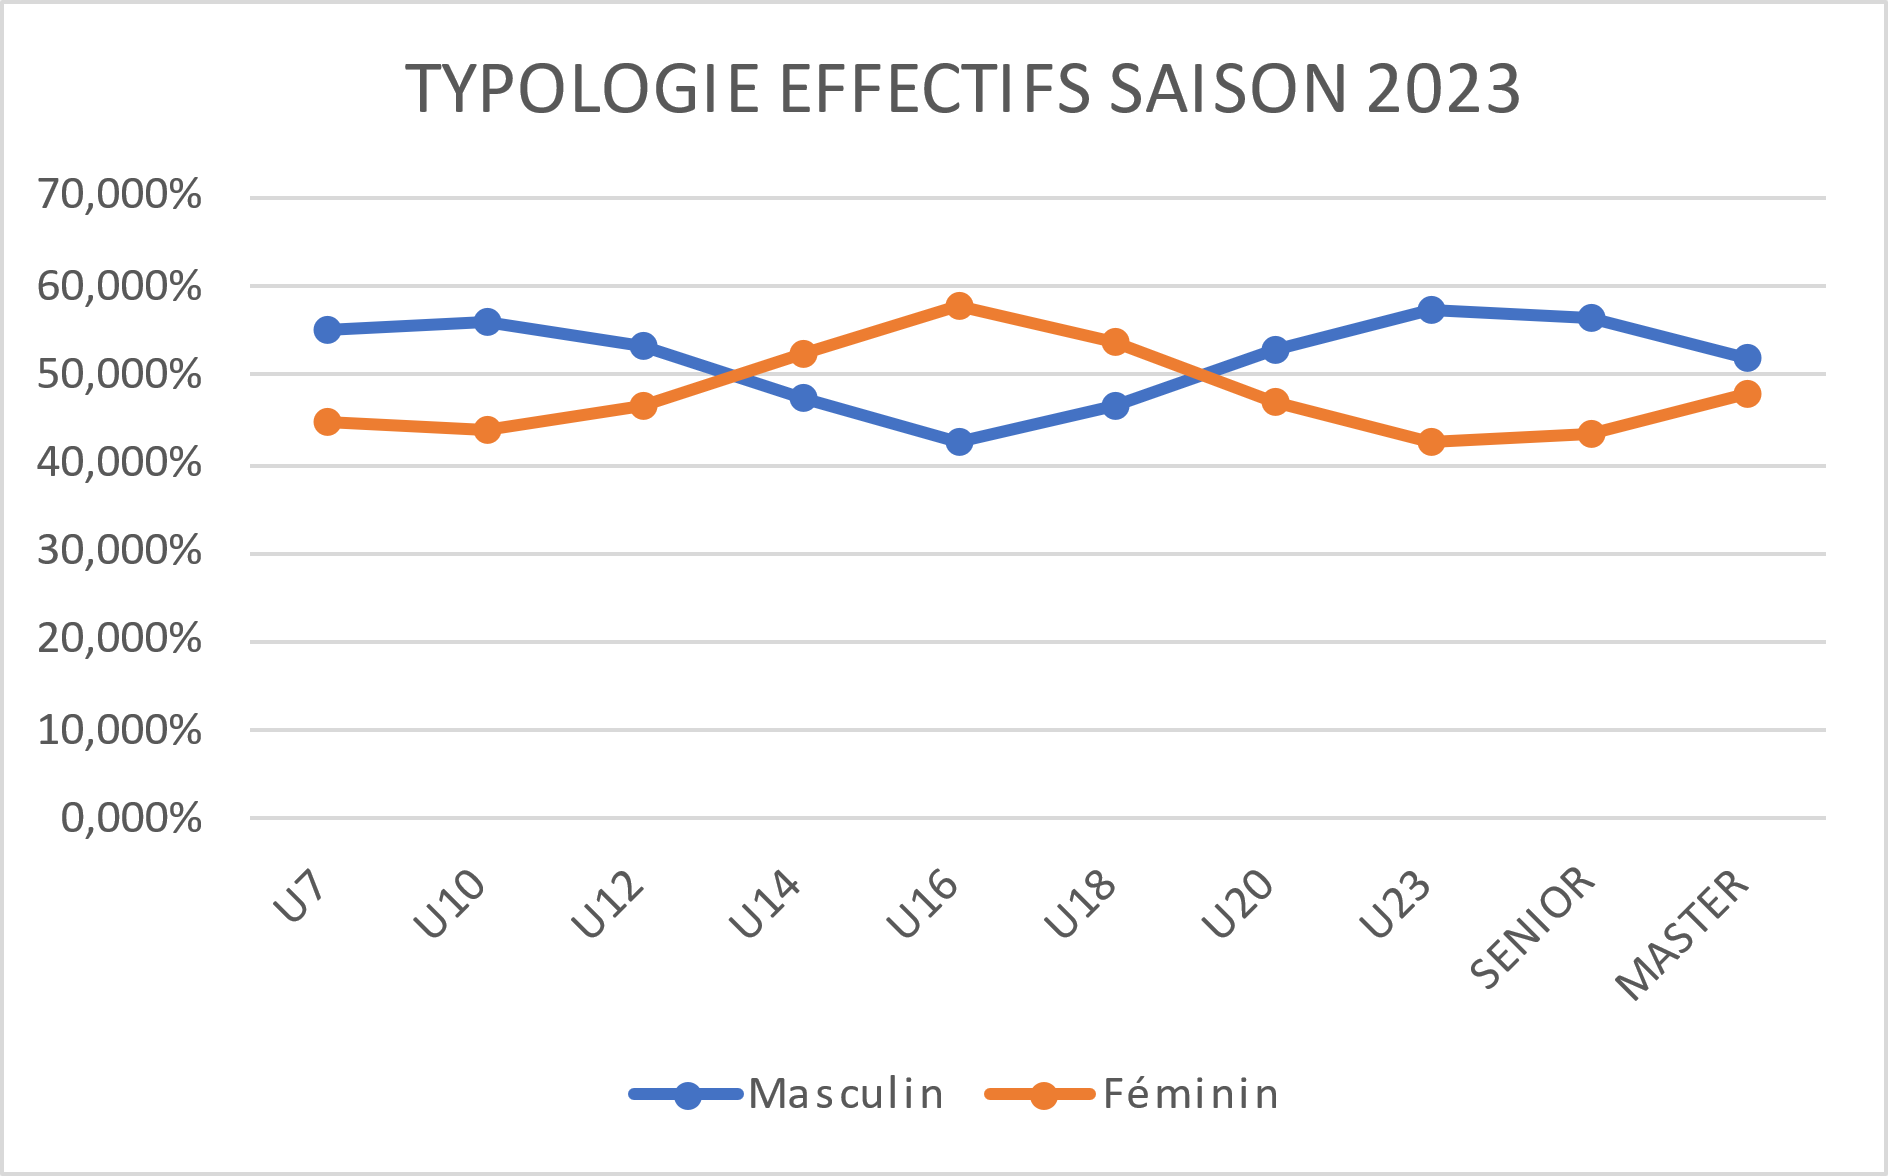 TYPOLOGIE EFFECTIFS SAISON 2023
70,000%
60,000%
50,000%
40,000%
30,000%
20,000%
10,000%
0,000%
U7
U10
U12
U14
U16
U18
U20
U23
SENIOR
MASTER
Masculin
Féminin